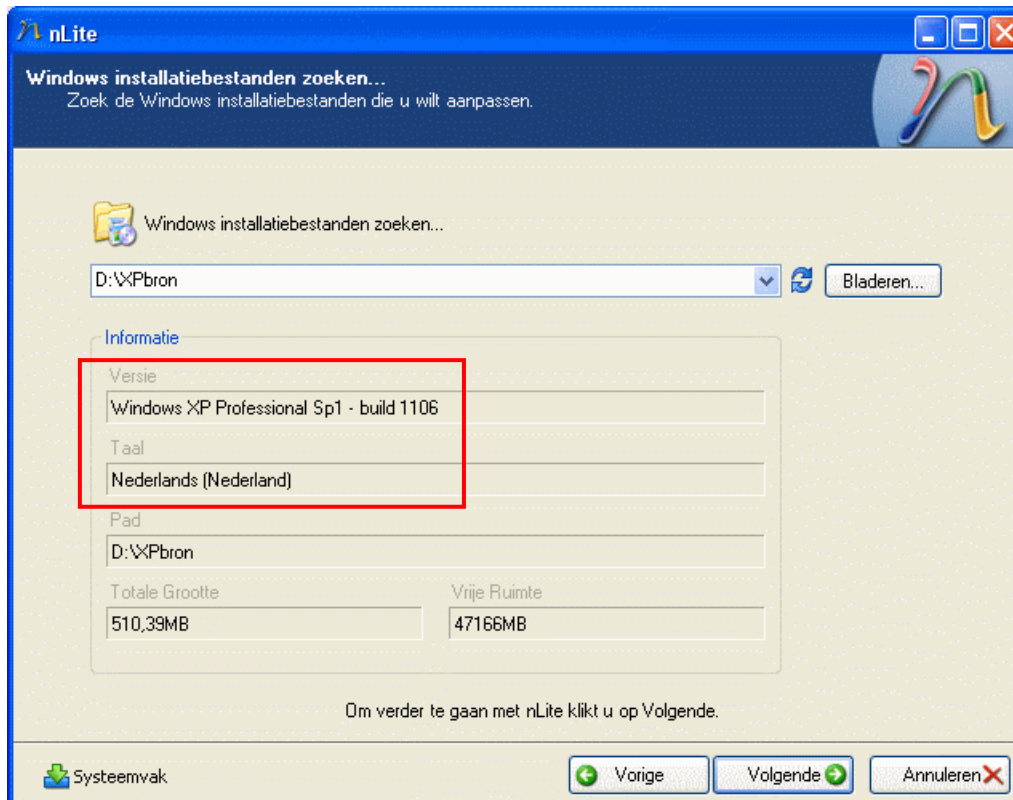 nLite
Windows installatiebestanden zoeken...
Zoek de Windows installatiebestanden die u wilt aanpassen.
Windows installatiebestanden zoeken...
D:\XPbron
Bladeren...
Informatie
Versie
Windows XP Professional Sp1 - build 1106
Taal
Nederlands (Nederland)
Pad
D:\XPbron
Totale Grootte
Vrije Ruimte
510,39MB
47166MB
Om verder te gaan met nLite klikt u op Volgende.
Systeemvak
Vorige
Volgende
Annuleren